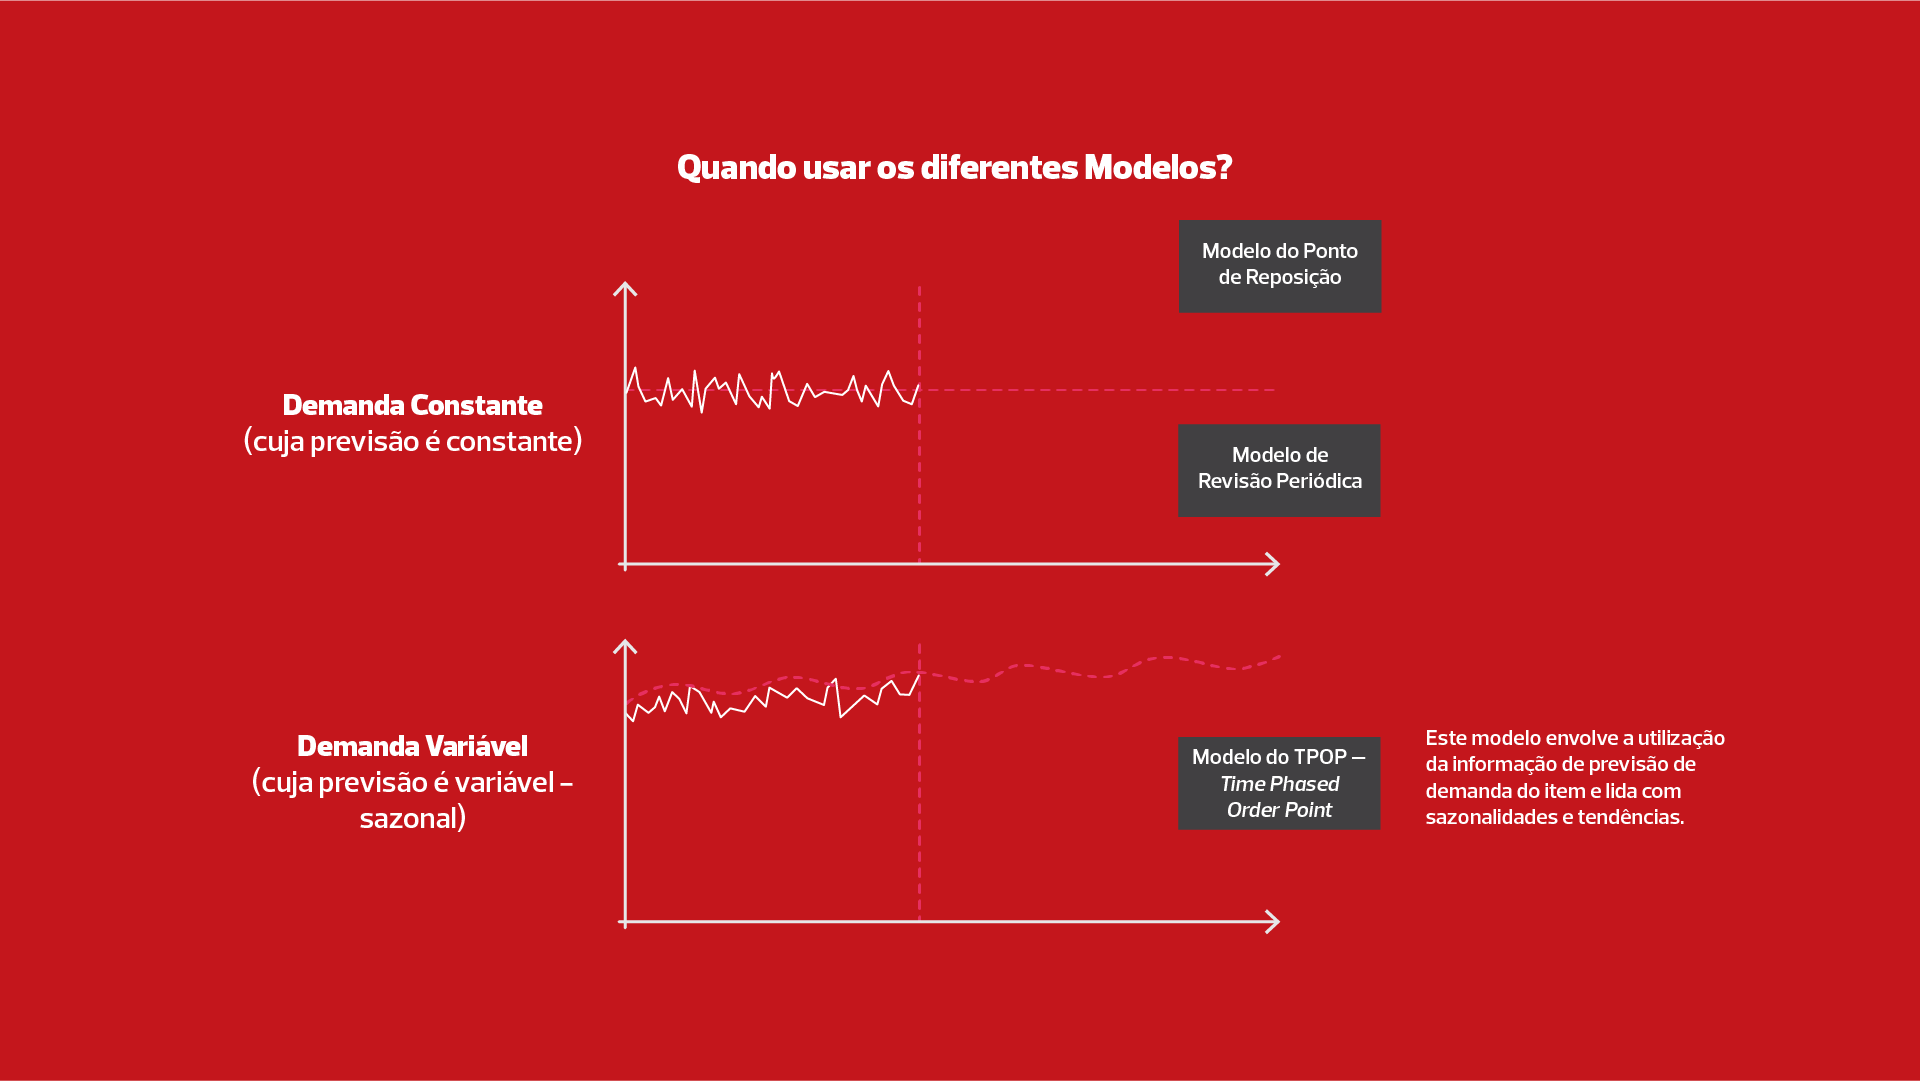 Quando usar os diferentes Modelos?
Modelo do Ponto
de Reposição
Demanda Constante
(cuja previsão é constante)
Modelo de
Revisão Periódica
Demanda Variável
(cuja previsão é variável –
sazonal)
Modelo do TPOP —
Time Phased
Order Point
Este modelo envolve a utilização
da informação de previsão de
demanda do item e lida com
sazonalidades e tendências.